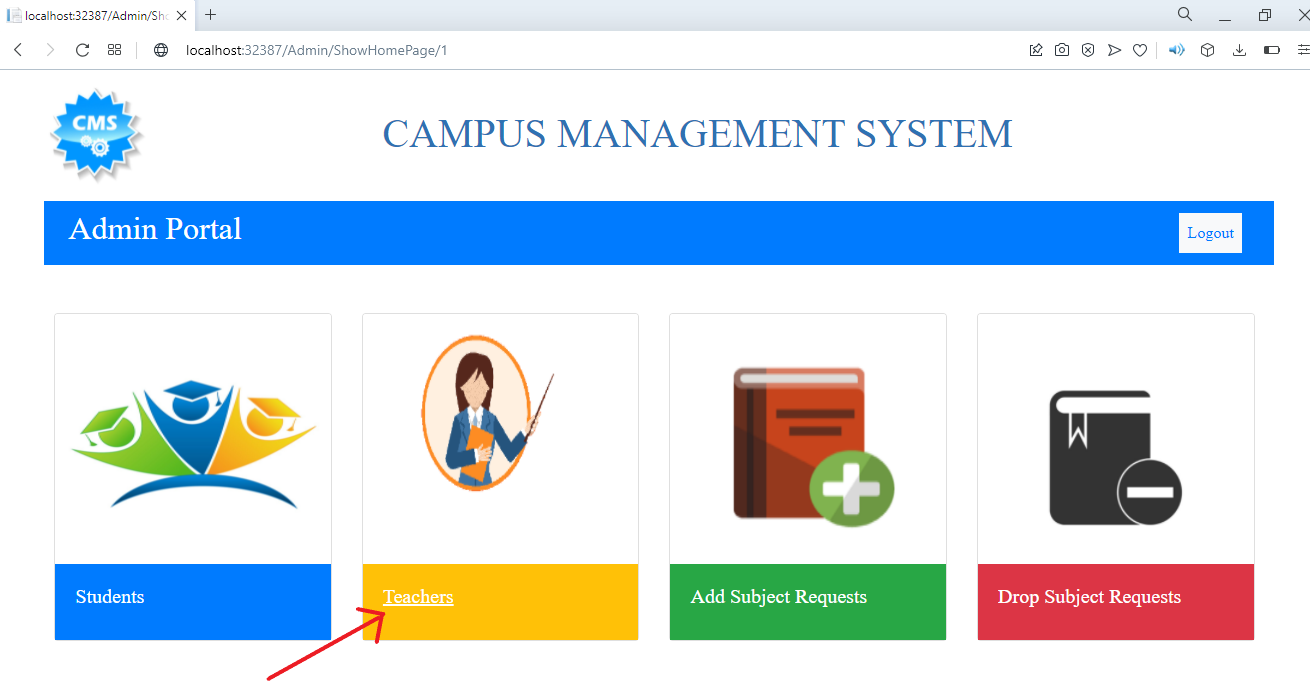 localhost:32387/Admin/Sh
localhost:32387/Admin/ShowHomePage/1
CMS
CAMPUS MANAGEMENT SYSTEM
Admin Portal
Logout
Students
Teachers
Add Subject Requests
Drop Subject Requests